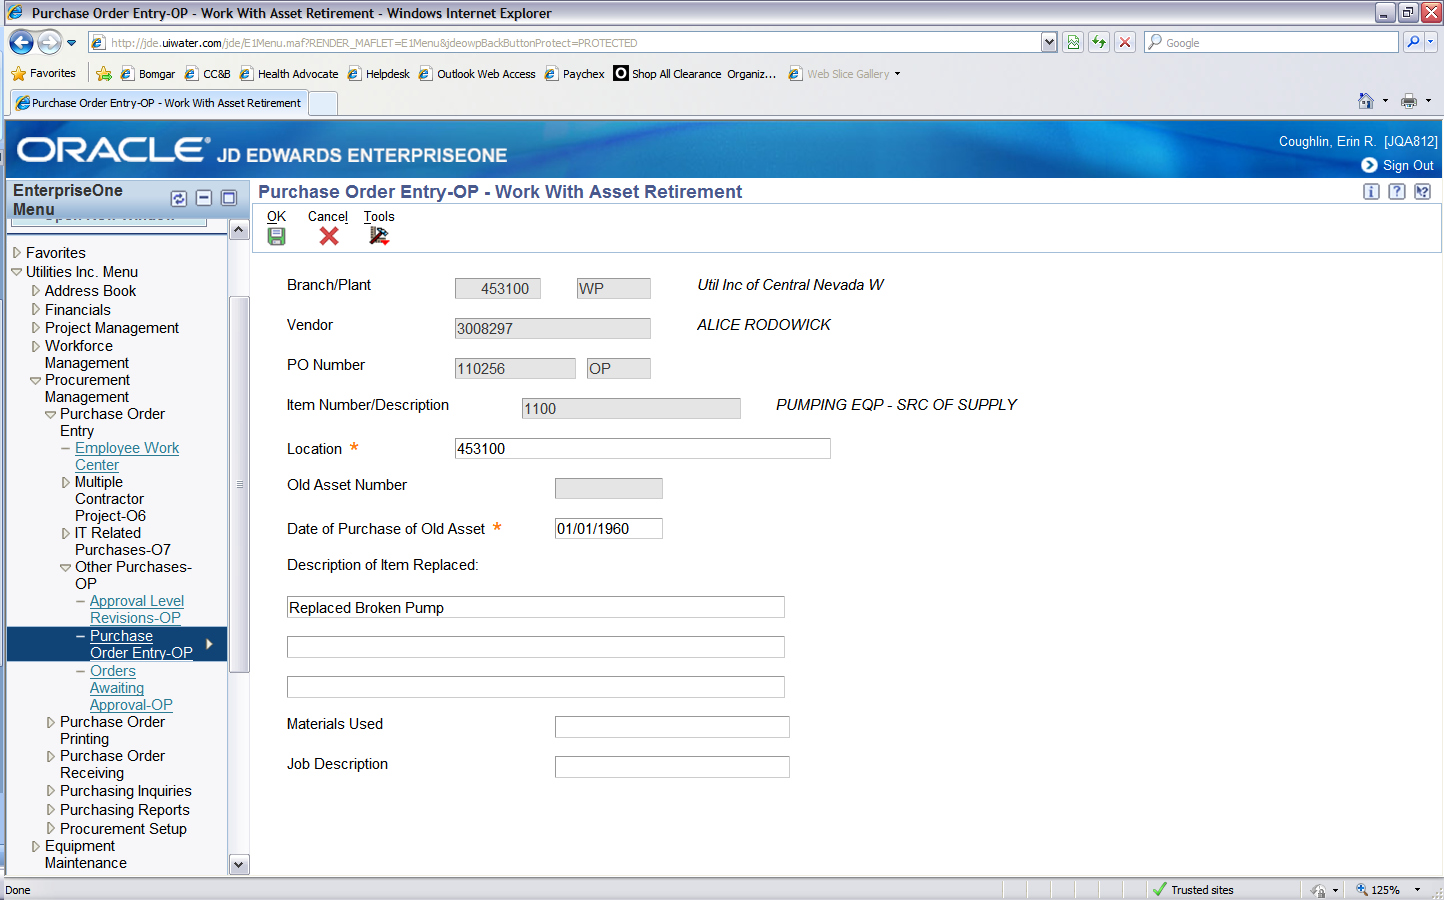 Purchase Order Entry-OP - Work With Asset Retirement - Windows Internet Explorer
http://jde.uiwater.com/jde/E1Menu.maf?RENDER_MAFLET=E1Menu&jdeowpBackButtonProtect=PROTECTED
Google
Favorites
Bomgar
CC&B
Health Advocate
Helpdesk
Outlook Web Access
Paychex
Shop All Clearance Organiz...
Web Slice Gallery
Purchase Order Entry-OP - Work With Asset Retirement
ORACLE JD EDWARDS ENTERPRISEONE
Coughlin, Erin R. [JQA812]
Sign Out
EnterpriseOne
Menu
Favorites
Utilities Inc. Menu
Address Book
Financials
Project Management
Workforce
Management
Procurement
Management
Purchase Order
Entry
Employee Work
Center
Multiple
Contractor
Project-O6
IT Related
Purchases-O7
Other Purchases-
OP
Approval Level
Revisions-OP
Purchase
Order Entry-OP
Orders
Awaiting
Approval-OP
Purchase Order
Printing
Purchase Order
Receiving
Purchasing Inquiries
Purchasing Reports
Procurement Setup
Equipment
Maintenance
Purchase Order Entry-OP - Work With Asset Retirement
OK Cancel Tools
Branch/Plant 453100 WP Util Inc of Central Nevada W
Vendor 3008297 ALICE RODOWICK
PO Number 110256 OP
Item Number/Description 1100 PUMPING EQP - SRC OF SUPPLY
Location * 453100
Old Asset Number
Date of Purchase of Old Asset * 01/01/1960
Description of Item Replaced:
Replaced Broken Pump
Materials Used
Job Description
Done
Trusted sites
125%